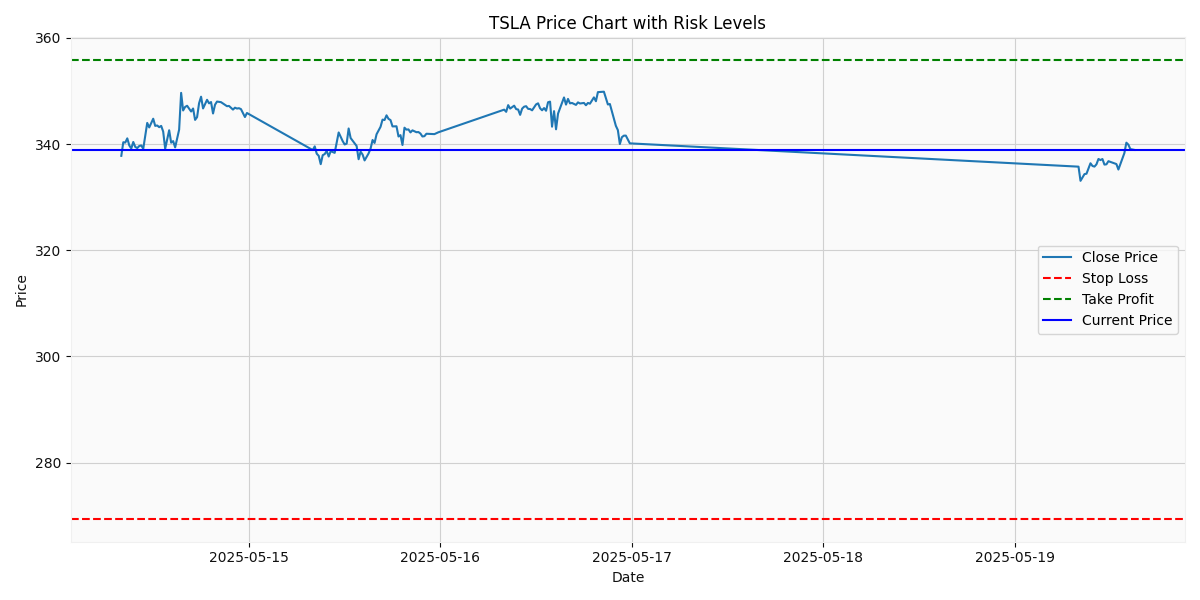 TSLA Price Chart with Risk Levels
360
340
320
300
280
Price
Close Price
Stop Loss
Take Profit
Current Price
2025-05-15
2025-05-16
2025-05-17
2025-05-18
2025-05-19
Date